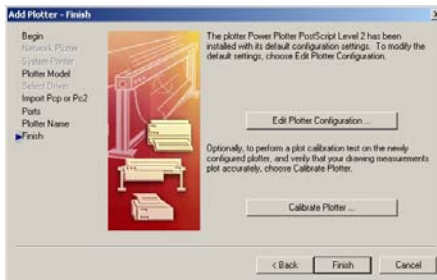 Add Plotter - Finish
Begin
Network Plotter
System Printer
Plotter Model
Select Driver
Import Pcp or Pc2
Ports
Plotter Name
Finish
The plotter Power Plotter PostScript Level 2 has been
installed with its default configuration settings. To modify the
default settings, choose Edit Plotter Configuration.
Edit Plotter Configuration ...
Optionally, to perform a plot calibration test on the newly
configured plotter, and verify that your drawing measurements
plot accurately, choose Calibrate Plotter.
Calibrate Plotter ...
< Back
Finish
Cancel